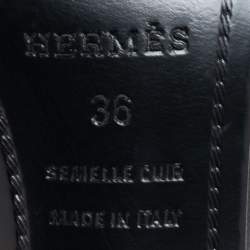 HERMÈS
36
SEMELLE CUIR
MADE IN ITALY